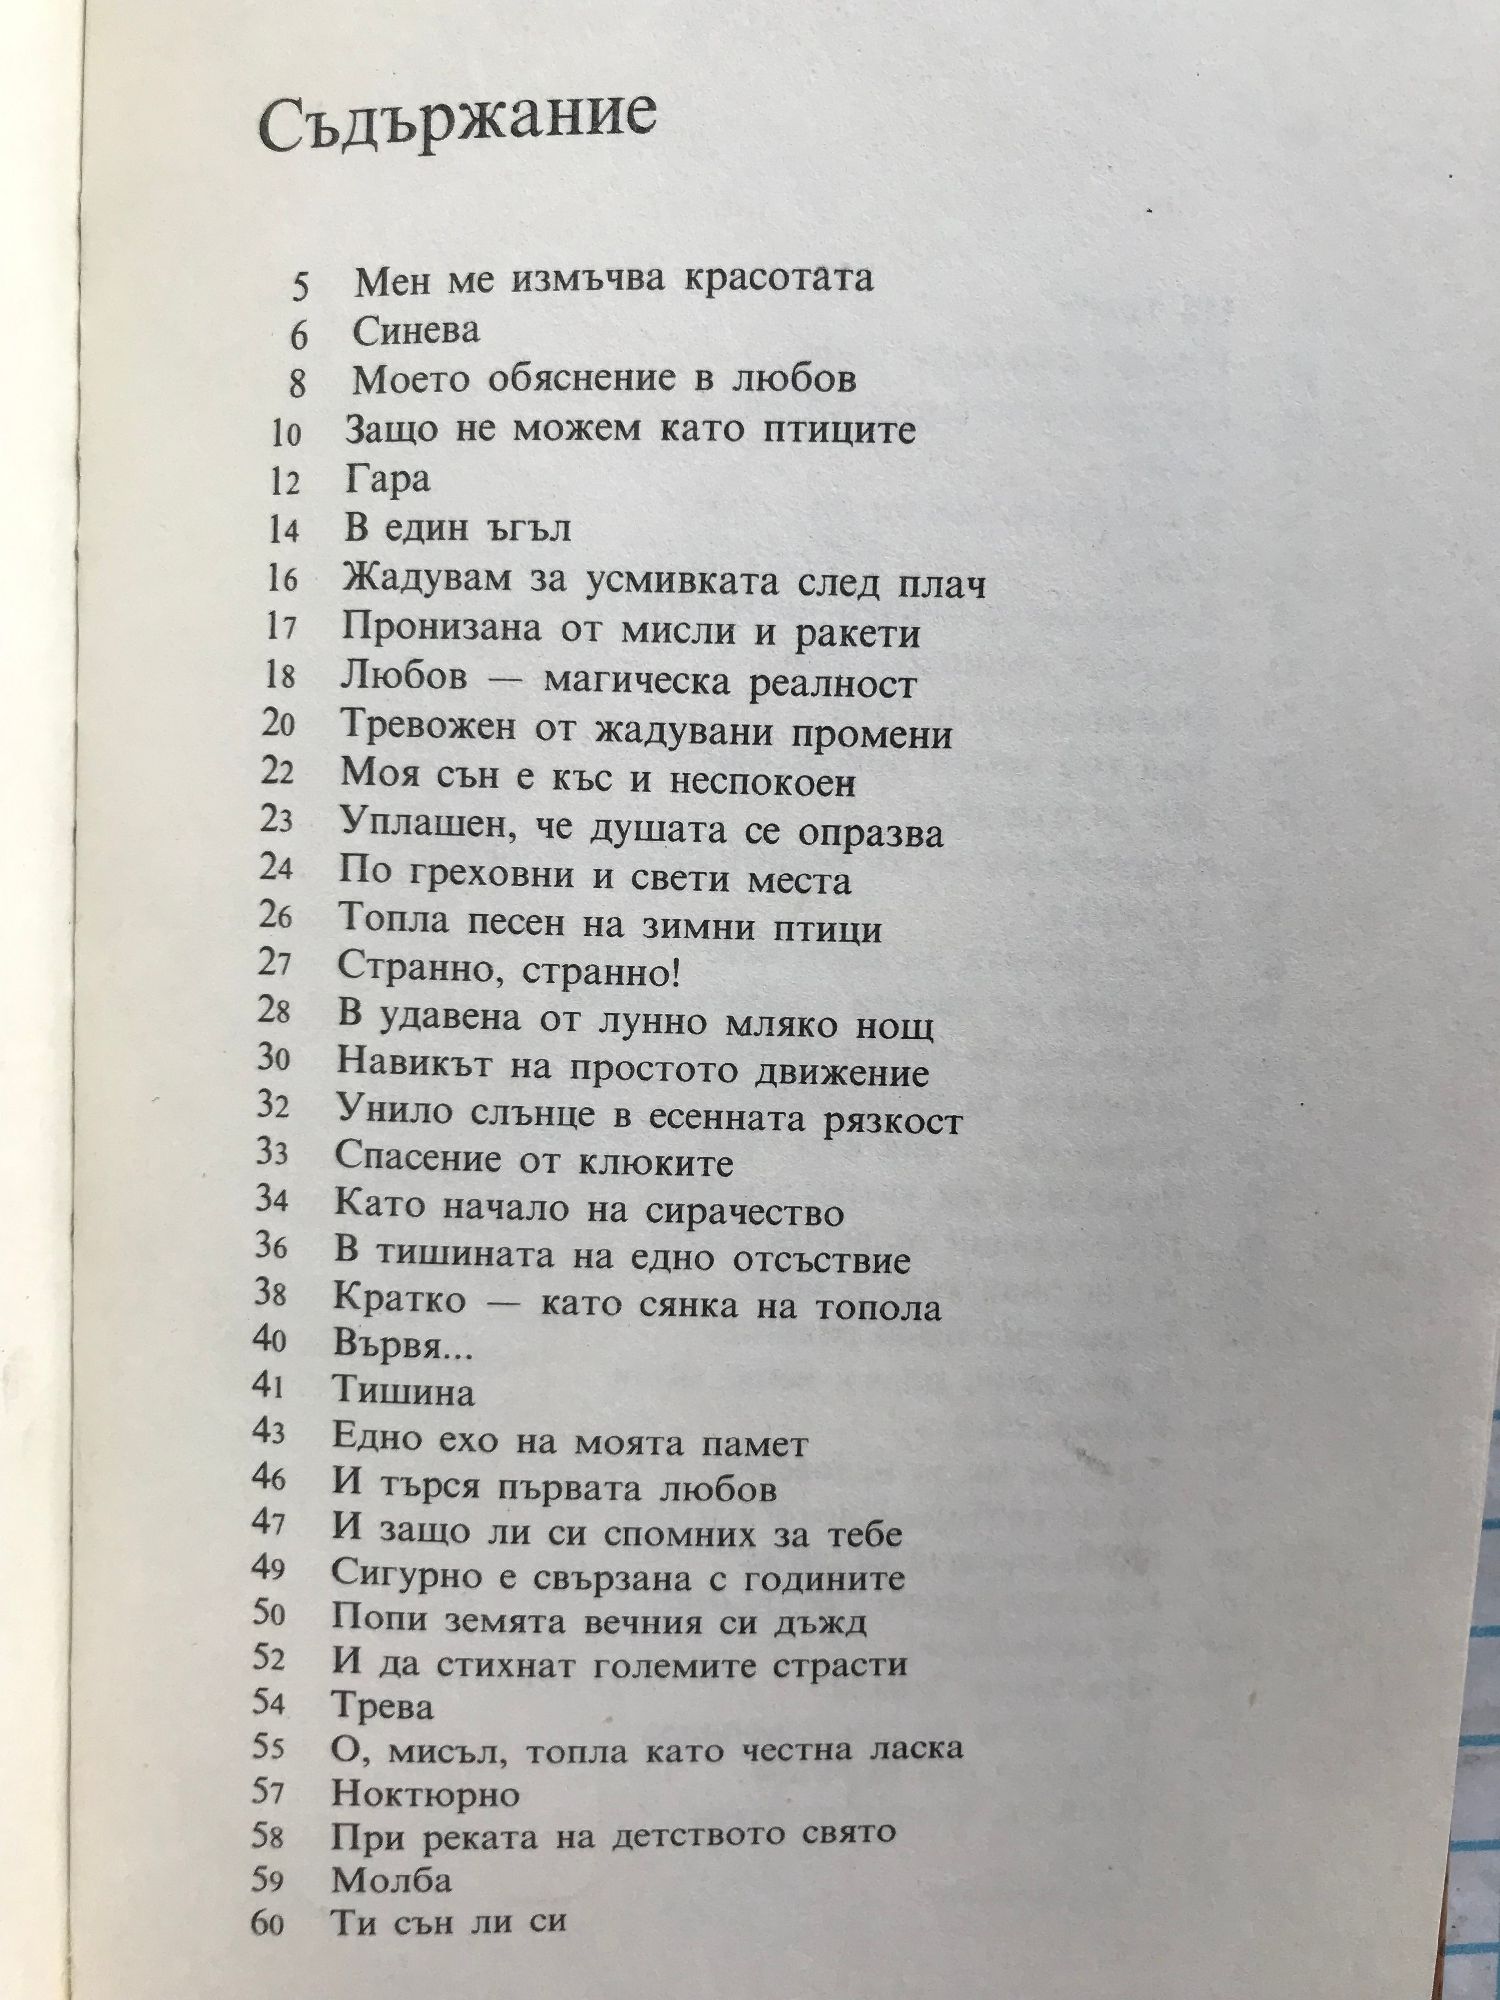 Съдържание
5 Мен ме измъчва красотата
6 Синева
8 Моето обяснение в любов
10 Защо не можем като птиците
12 Гара
14 В един ъгъл
16 Жадувам за усмивката след плач
17 Пронизана от мисли и ракети
18 Любов — магическа реалност
20 Тревожен от жадувани промени
22 Моя сън е къс и неспокоен
23 Уплашен, че душата се опразва
24 По греховни и свети места
26 Топла песен на зимни птици
27 Странно, странно!
28 В удавена от лунно мляко нощ
30 Навикът на простото движение
32 Унило слънце в есенната рязкост
33 Спасение от клюките
34 Като начало на сирачество
36 В тишината на едно отсъствие
38 Кратко — като сянка на топола
40 Вървя...
41 Тишина
43 Едно ехо на моята памет
46 И търся първата любов
47 И защо ли си спомних за тебе
49 Сигурно е свързана с годините
50 Попи земята вечния си дъжд
52 И да стихнат големите страсти
54 Трева
55 О, мисъл, топла като честна ласка
57 Ноктюрно
58 При реката на детството свято
59 Молба
60 Ти сън ли си